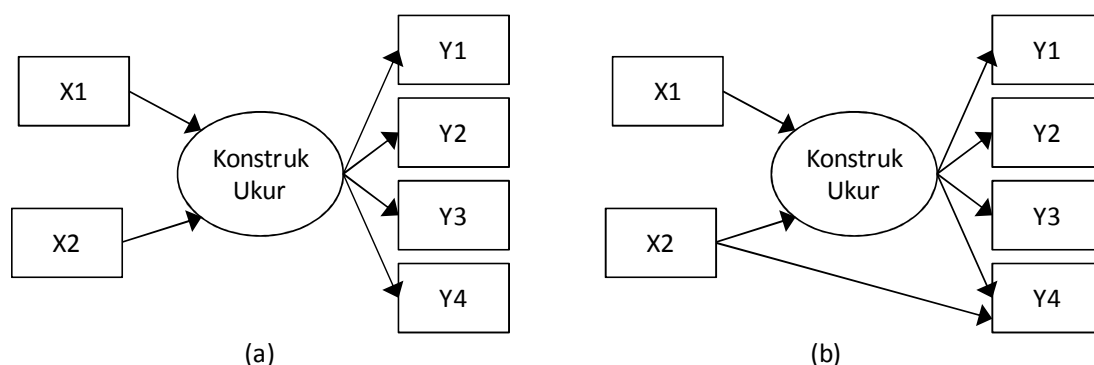 X1
X2
Konstruk
Ukur
Y1
Y2
Y3
Y4
(a)
X1
X2
Konstruk
Ukur
Y1
Y2
Y3
Y4
(b)